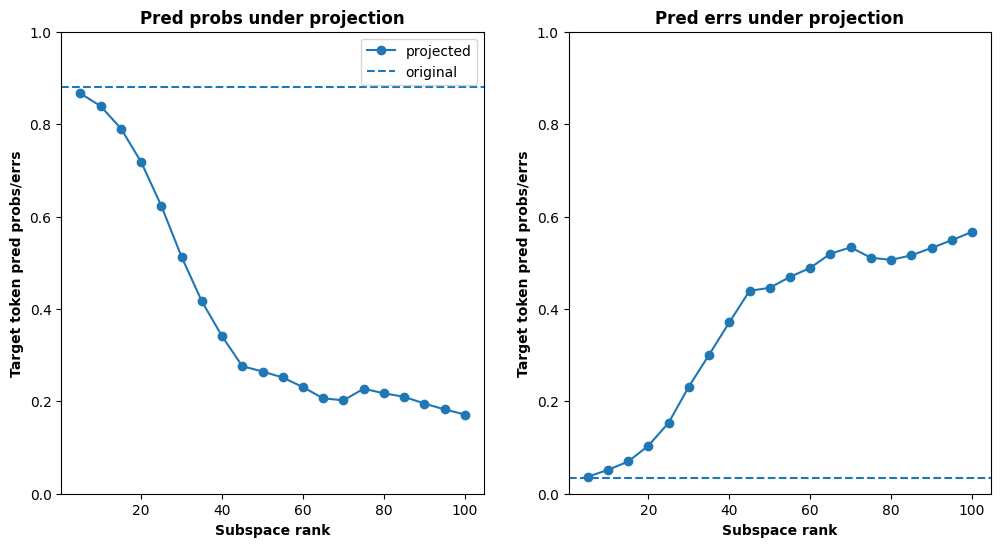 Pred probs under projection
Target token pred probs/errs
1.0
0.8
0.6
0.4
0.2
0.0
projected
original
20
40
60
80
100
Subspace rank
Pred errs under projection
Target token pred probs/errs
1.0
0.8
0.6
0.4
0.2
0.0
20
40
60
80
100
Subspace rank